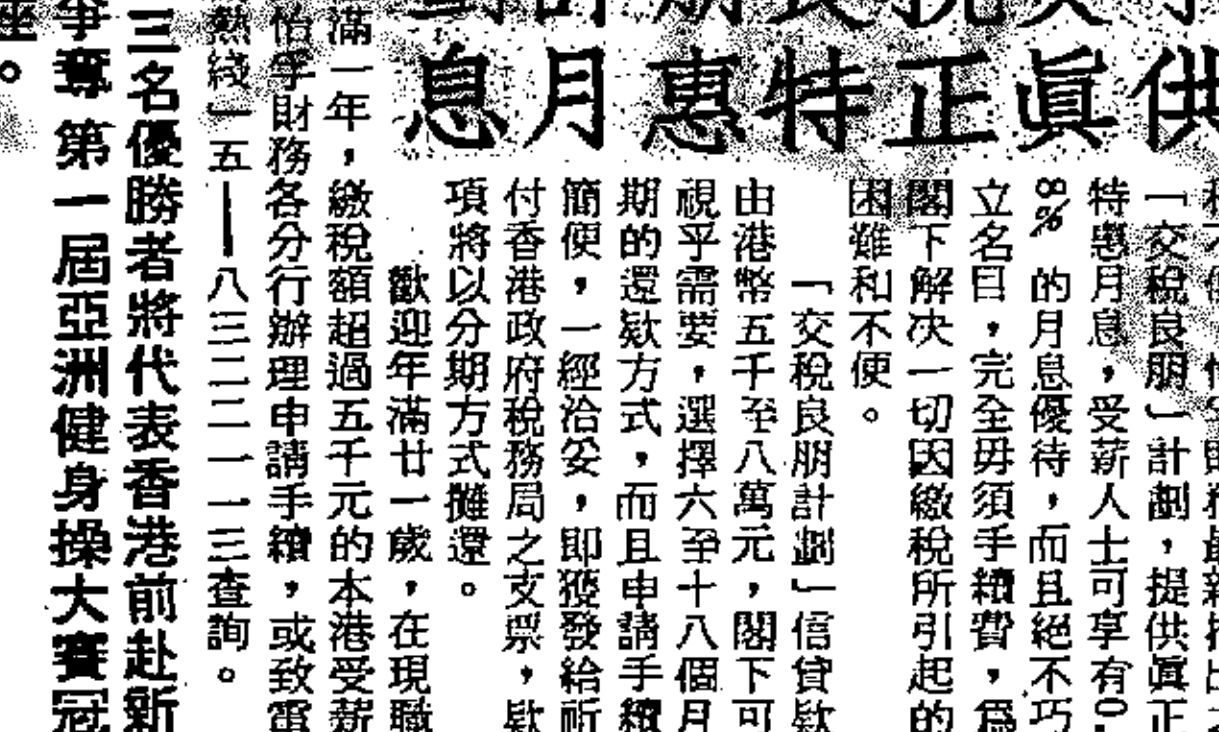 供眞正特惠月息
「交稅良朋」計劃，提供眞正
特惠月息，受薪人士可享有0.
8% 的月息優待，而且絕不巧
立名目，完全毋須手續費，爲
閣下解决一切因繳稅所引起的
困難和不便。
「交稅良朋計劃」信貸欵
由港幣五千至八萬元，閣下可
視乎需要，選擇六至十八個月
期的還欵方式，而且申請手續
簡便，一經洽妥，即獲發給祈
付香港政府稅務局之支票，欵
項將以分期方式攤還。
歡迎年滿廿一歲，在現職
滿一年，繳稅額超過五千元的本港受薪
怡乎財務各分行辦理申請手續，或致電
熱綫」五——八三二二一一三查詢。
三名優勝者將代表香港前赴新
爭奪第一屆亞洲健身操大賽冠
座。